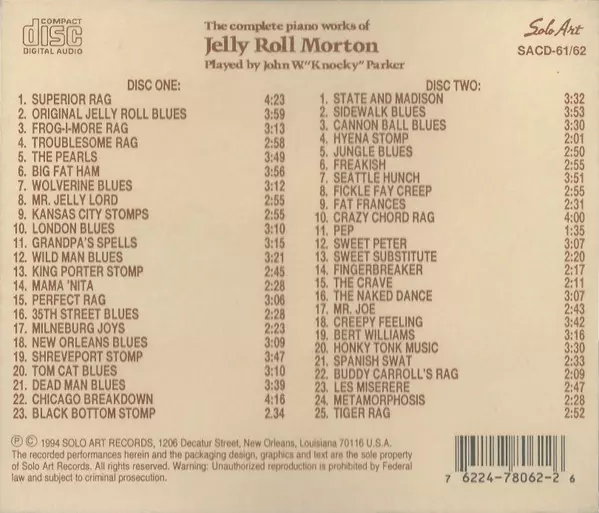 COMPACT
disc
DIGITAL AUDIO
The complete piano works of
Jelly Roll Morton
Played by John W."Knocky" Parker
Solo Art
SACD-61/62
DISC ONE:
1. SUPERIOR RAG 4:23
2. ORIGINAL JELLY ROLL BLUES 3:59
3. FROG-I-MORE RAG 3:13
4. TROUBLESOME RAG 2:58
5. THE PEARLS 3:49
6. BIG FAT HAM 3:56
7. WOLVERINE BLUES 3:12
8. MR. JELLY LORD 2:55
9. KANSAS CITY STOMPS 2:55
10. LONDON BLUES 3:10
11. GRANDPA'S SPELLS 3:15
12. WILD MAN BLUES 3:21
13. KING PORTER STOMP 2:45
14. MAMA 'NITA 2:28
15. PERFECT RAG 3:06
16. 35TH STREET BLUES 2:28
17. MILNEBURG JOYS 2:23
18. NEW ORLEANS BLUES 3:09
19. SHREVEPORT STOMP 3:47
20. TOM CAT BLUES 3:10
21. DEAD MAN BLUES 3:39
22. CHICAGO BREAKDOWN 4:16
23. BLACK BOTTOM STOMP 2.34
DISC TWO:
1. STATE AND MADISON 3:32
2. SIDEWALK BLUES 3:53
3. CANNON BALL BLUES 3:30
4. HYENA STOMP 2:01
5. JUNGLE BLUES 2:50
6. FREAKISH 2:55
7. SEATTLE HUNCH 3:51
8. FICKLE FAY CREEP 2:55
9. FAT FRANCES 2:31
10. CRAZY CHORD RAG 4:00
11. PEP 1:35
12. SWEET PETER 3:07
13. SWEET SUBSTITUTE 2:20
14. FINGERBREAKER 2:17
15. THE CRAVE 2:11
16. THE NAKED DANCE 3:07
17. MR. JOE 2:43
18. CREEPY FEELING 3:42
19. BERT WILLIAMS 3:16
20. HONKY TONK MUSIC 3:30
21. SPANISH SWAT 2:33
22. BUDDY CARROLL'S RAG 2:09
23. LES MISERERE 2:47
24. METAMORPHOSIS 2:28
25. TIGER RAG 2:52
℗ © 1994 SOLO ART RECORDS, 1206 Decatur Street, New Orleans, Louisiana 70116 U.S.A.
The recorded performances herein and the packaging design, graphics and text are the sole property
of Solo Art Records. All rights reserved. Warning: Unauthorized reproduction is prohibited by Federal
law and subject to criminal prosecution.
7 62247-78062-2 6